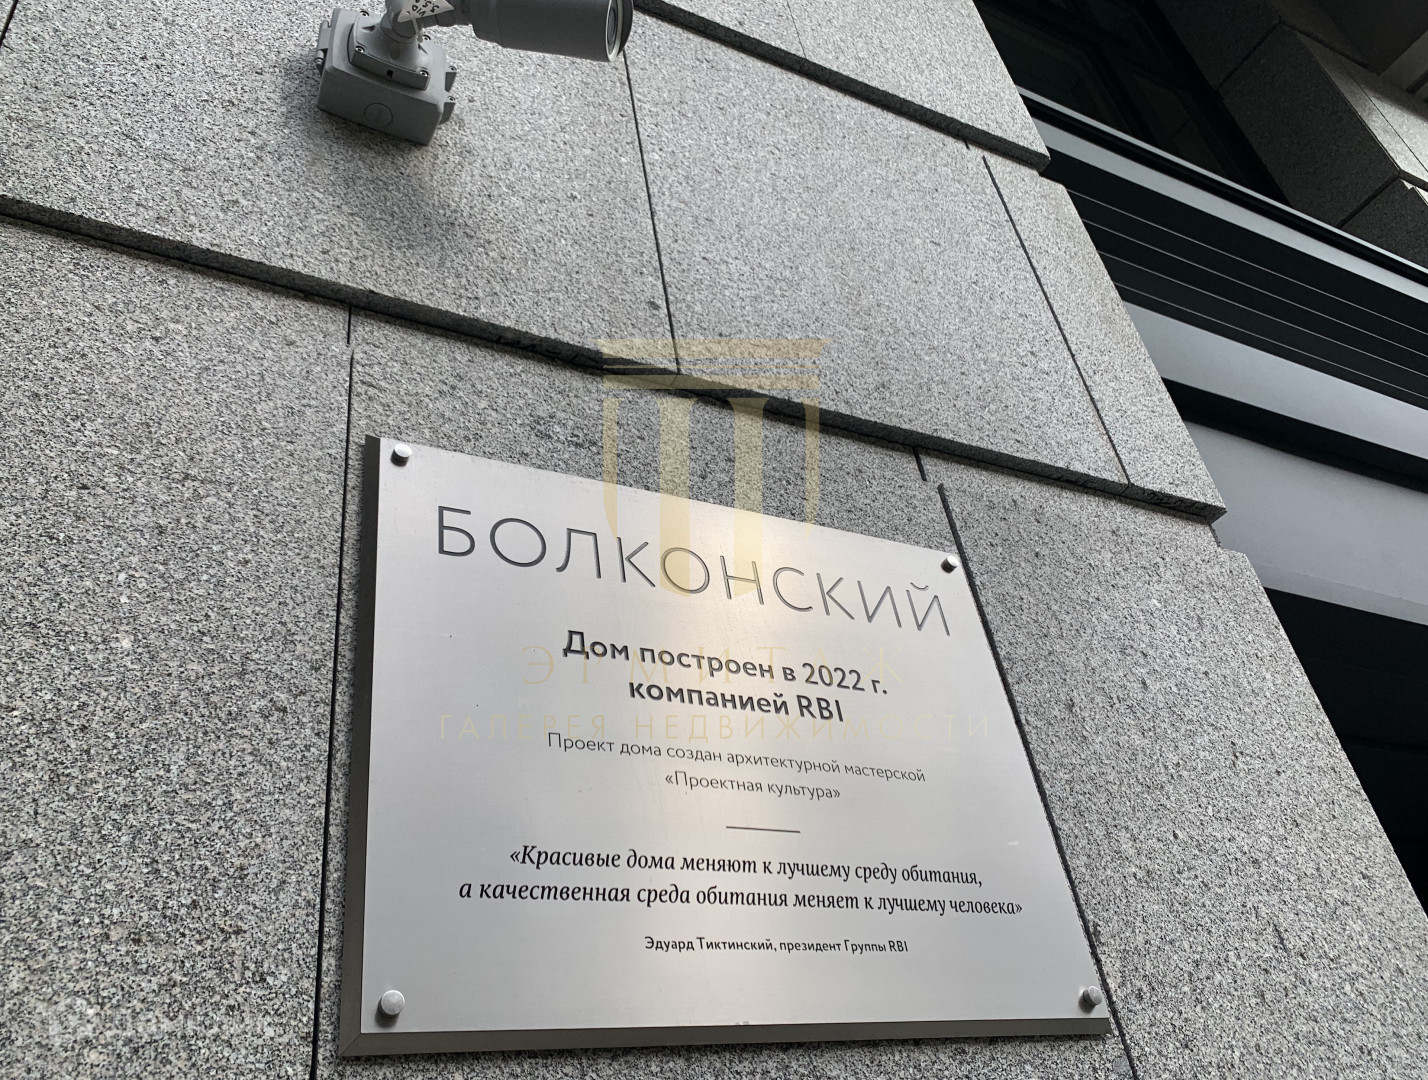 БОЛКОНСКИЙ
Дом построен в 2022 г.
компанией RBI
ЭРМИТАЖ
ГАЛЕРЕЯ НЕДВИЖИМОСТИ
Проект дома создан архитектурной мастерской
«Проектная культура»
«Красивые дома меняют к лучшему среду обитания,
а качественная среда обитания меняет к лучшему человека»
Эдуард Тиктинский, президент Группы RBI